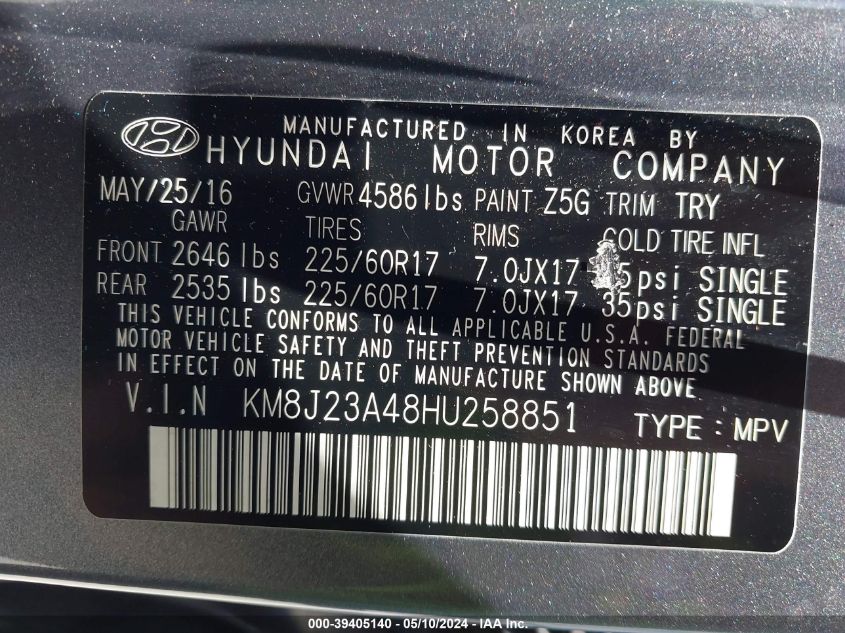 MANUFACTURED IN KOREA BY
HYUNDAI MOTOR COMPANY
MAY/25/16 GVWR 4586 lbs PAINT Z5G TRIM TRY
GAWR TIRES RIMS COLD TIRE INFL
FRONT 2646 lbs 225/60R17 7.0JX17 5psi SINGLE
REAR 2535 lbs 225/60R17 7.0JX17 35psi SINGLE
THIS VEHICLE CONFORMS TO ALL APPLICABLE U.S.A. FEDERAL
MOTOR VEHICLE SAFETY AND THEFT PREVENTION STANDARDS
IN EFFECT ON THE DATE OF MANUFACTURE SHOWN ABOVE.
V.I.N KM8J23A48HU258851 TYPE : MPV
000-39405140 - 05/10/2024 - IAA Inc.